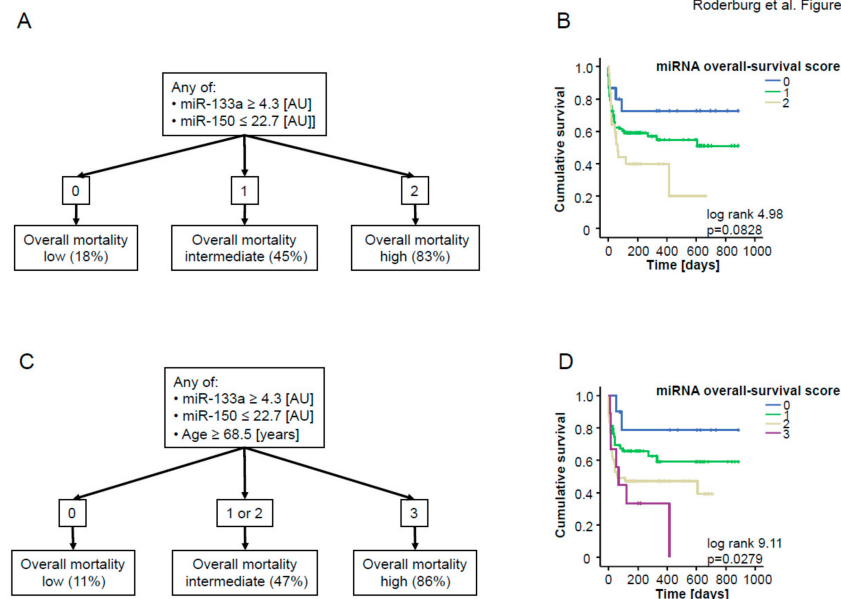 Roderburg et al. Figure
A
Any of:
• miR-133a ≥ 4.3 [AU]
• miR-150 ≤ 22.7 [AU]]
0
1
2
Overall mortality
low (18%)
Overall mortality
intermediate (45%)
Overall mortality
high (83%)
B
miRNA overall-survival score
0
1
2
Cumulative survival
1.0
0.8
0.6
0.4
0.2
0
log rank 4.98
p=0.0828
0 200 400 600 800 1000
Time [days]
C
Any of:
• miR-133a ≥ 4.3 [AU]
• miR-150 ≤ 22.7 [AU]
• Age ≥ 68.5 [years]
0
1 or 2
3
Overall mortality
low (11%)
Overall mortality
intermediate (47%)
Overall mortality
high (86%)
D
miRNA overall-survival score
0
1
2
3
Cumulative survival
1.0
0.8
0.6
0.4
0.2
0
log rank 9.11
p=0.0279
0 200 400 600 800 1000
Time [days]